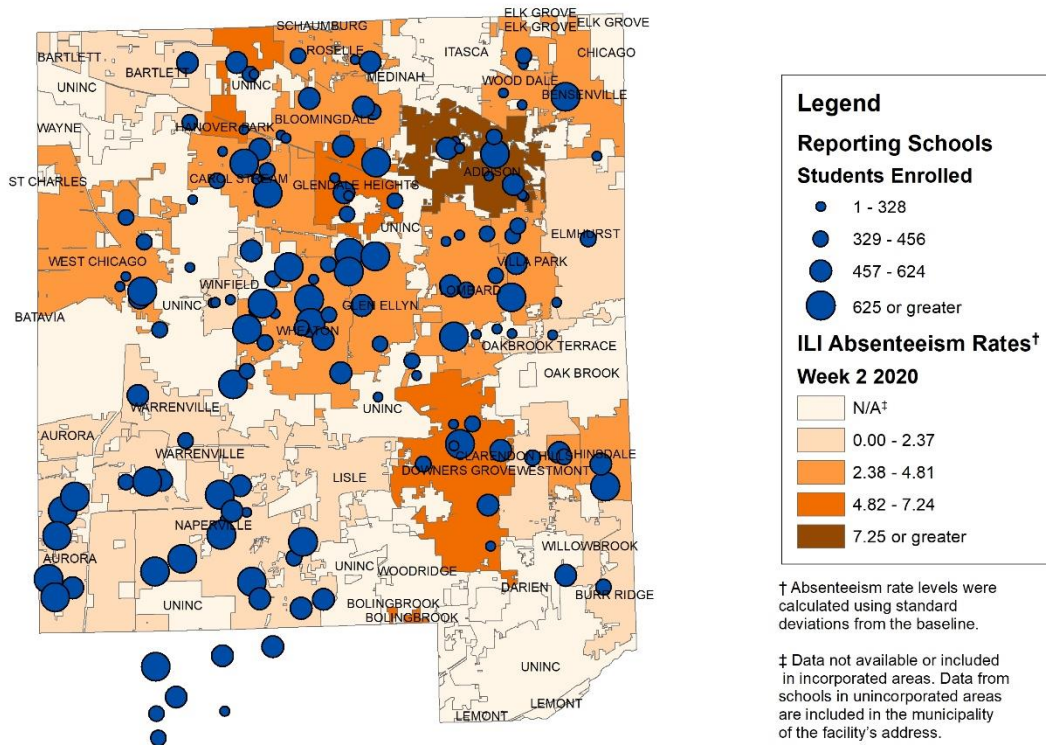 ELK GROVE
SCHAUMBURG
ELK GROVE
ELK GROVE
ROSELLE
ITASCA
CHICAGO
BARTLETT
BARTLETT
MEDINAH
UNINC
UNINC
WOOD DALE
BENSENVILLE
WAYNE
HANOVER PARK
BLOOMINGDALE
ST CHARLES
CAROL STREAM
GLENDALE HEIGHTS
ADDISON
UNINC
ELMHURST
WEST CHICAGO
VILLA PARK
WINFIELD
LOMBARD
UNINC
GLEN ELLYN
BATAVIA
WHEATON
OAKBROOK TERRACE
OAK BROOK
WARRENVILLE
UNINC
AURORA
WARRENVILLE
CLARENDON HILLS
HINSDALE
LISLE
DOWNERS GROVE
WESTMONT
NAPERVILLE
WILLOWBROOK
AURORA
UNINC
WOODRIDGE
DARIEN
BURR RIDGE
UNINC
BOLINGBROOK
BOLINGBROOK
UNINC
LEMONT
LEMONT
Legend
Reporting Schools
Students Enrolled
1 - 328
329 - 456
457 - 624
625 or greater
ILI Absenteeism Rates†
Week 2 2020
N/A‡
0.00 - 2.37
2.38 - 4.81
4.82 - 7.24
7.25 or greater
† Absenteeism rate levels were
calculated using standard
deviations from the baseline.
‡ Data not available or included
in incorporated areas. Data from
schools in unincorporated areas
are included in the municipality
of the facility's address.